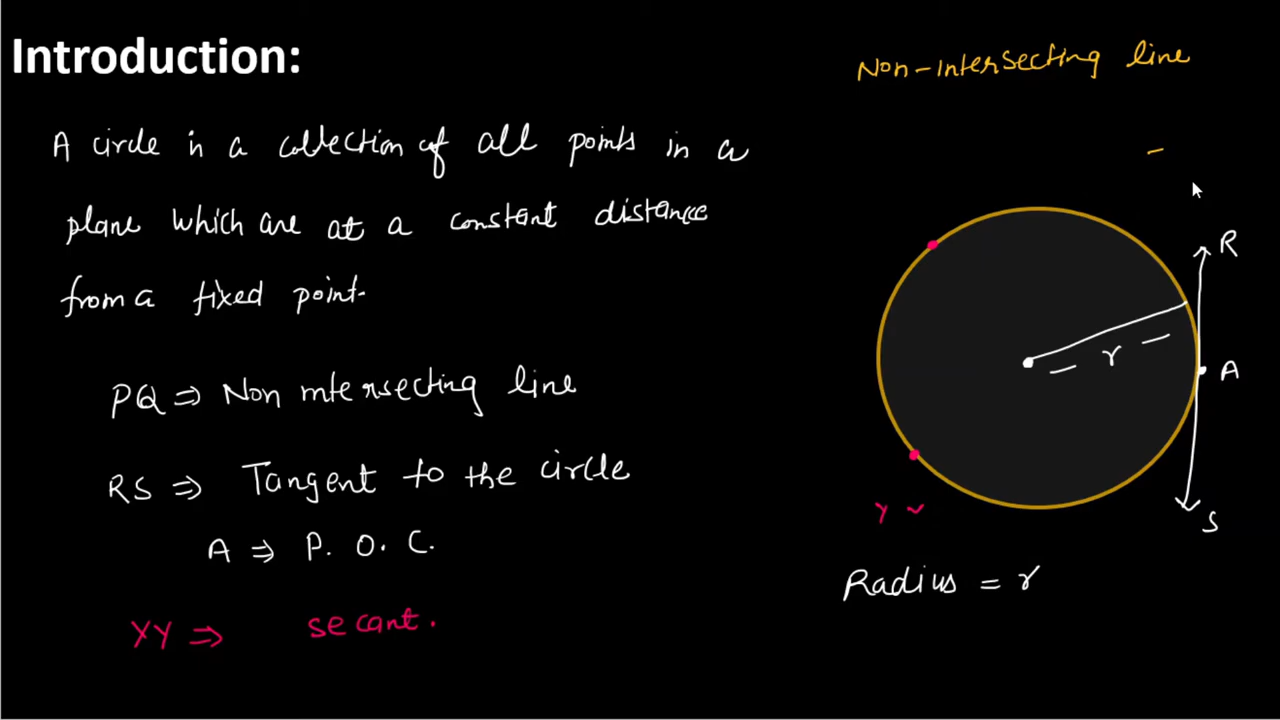 Introduction:
Non-intersecting line
A circle is a collection of all points in a
plane which are at a constant distance
from a fixed point.
PQ ⇒ Non intersecting line
RS ⇒ Tangent to the circle
A ⇒ P. O. C.
XY ⇒ secant.
R
r
A
S
Y
Radius = r